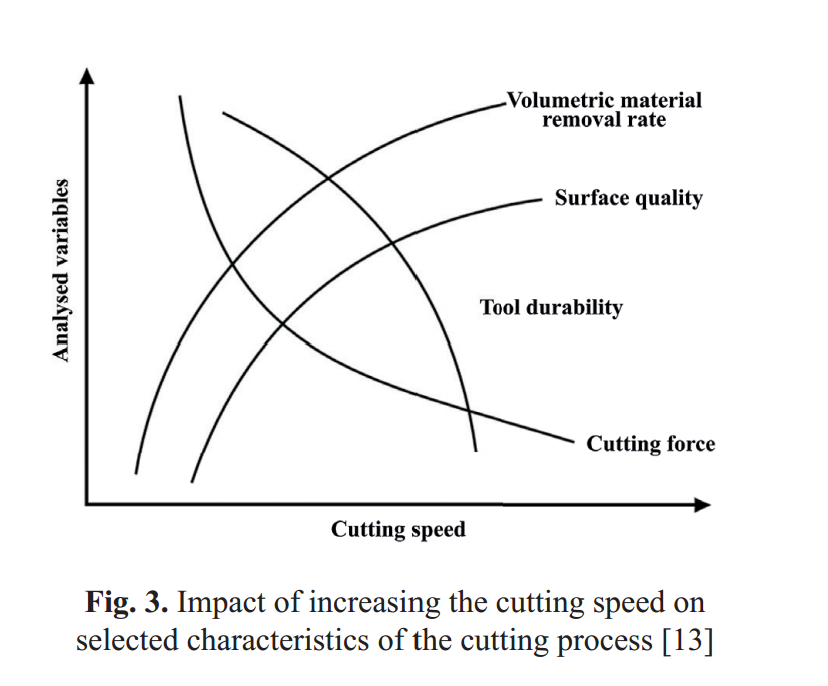 Volumetric material
removal rate
Surface quality
Tool durability
Cutting force
Analysed variables
Cutting speed
Fig. 3. Impact of increasing the cutting speed on
selected characteristics of the cutting process [13]